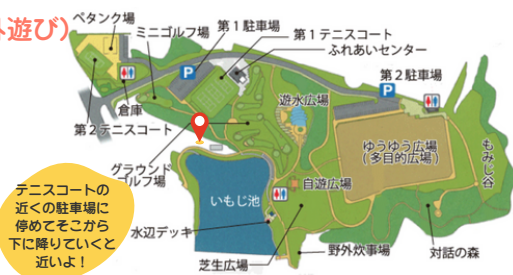 外遊び)
ペタンク場
ミニゴルフ場
第1駐車場
第1テニスコート
ふれあいセンター
P
第2駐車場
P
倉庫
遊水広場
第2テニスコート
ゆうゆう広場
(多目的広場)
もみじ谷
グラウンド
ゴルフ場
自遊広場
いもじ池
テニスコートの
近くの駐車場に
停めてそこから
下に降りていくと
近いよ!
水辺デッキ
芝生広場
野外炊事場
対話の森